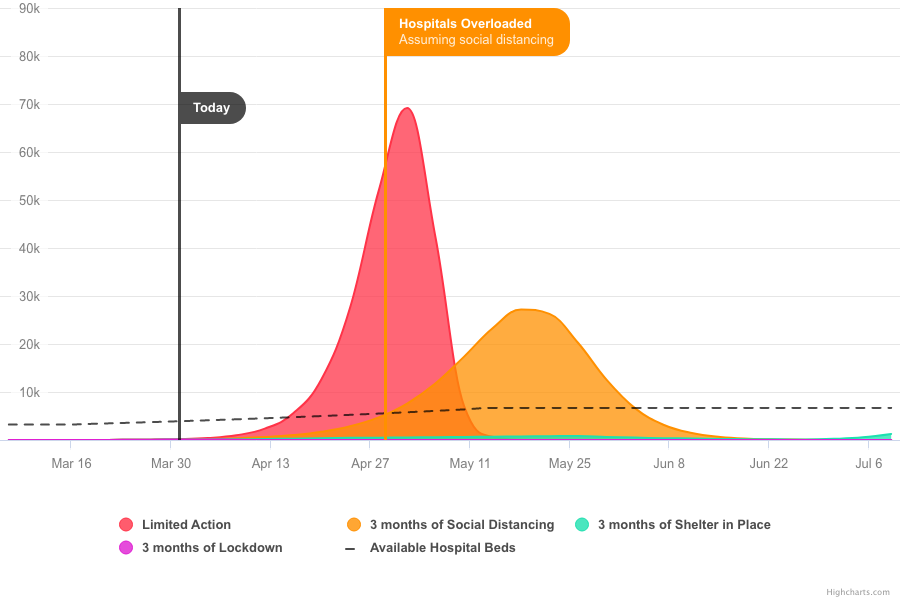 90k
Hospitals Overloaded
Assuming social distancing
80k
70k
Today
60k
50k
40k
30k
20k
10k
Mar 16 Mar 30 Apr 13 Apr 27 May 11 May 25 Jun 8 Jun 22 Jul 6
Limited Action 3 months of Social Distancing 3 months of Shelter in Place
3 months of Lockdown Available Hospital Beds
Highcharts.com